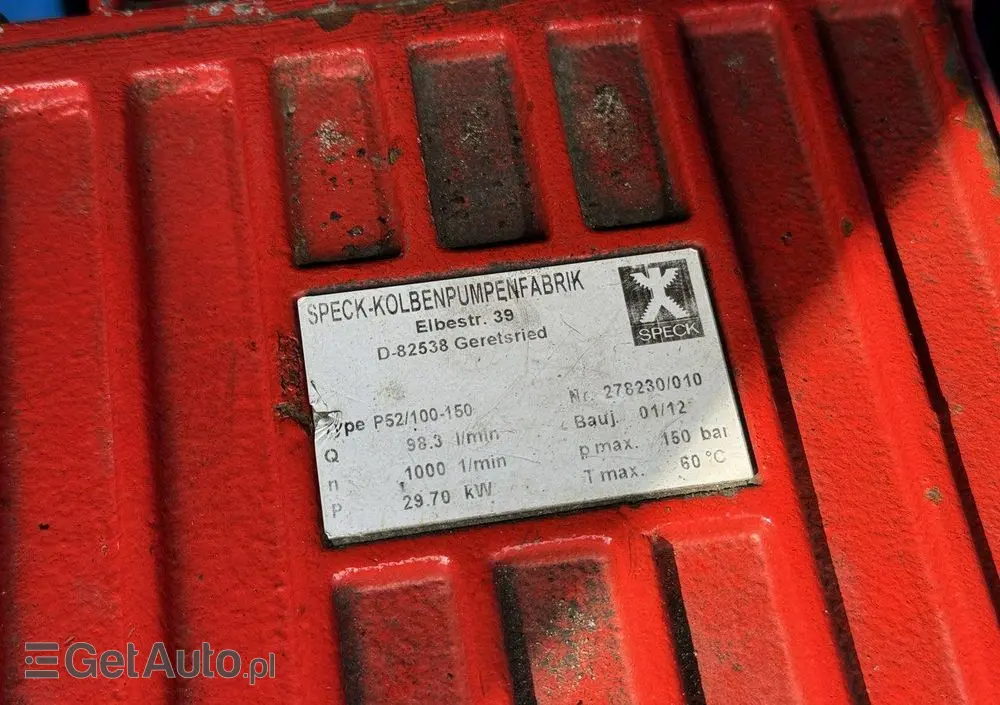 SPECK-KOLBENPUMPENFABRIK
Elbestr. 39
D-82538 Geretsried
SPECK
Type P52/100-150 Nr. 278230/010
Q 98.3 l/min Bauj. 01/12
n 1000 1/min p max. 150 bar
P 29.70 kW T max. 60 °C
GetAuto.pl